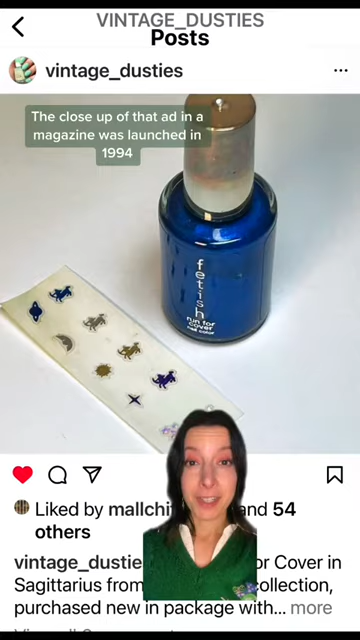 VINTAGE_DUSTIES
Posts
vintage_dusties
The close up of that ad in a
magazine was launched in
1994
fetish
run for
cover
nail color
Liked by mallchi and 54
others
vintage_dustie or Cover in
Sagittarius from collection,
purchased new in package with... more